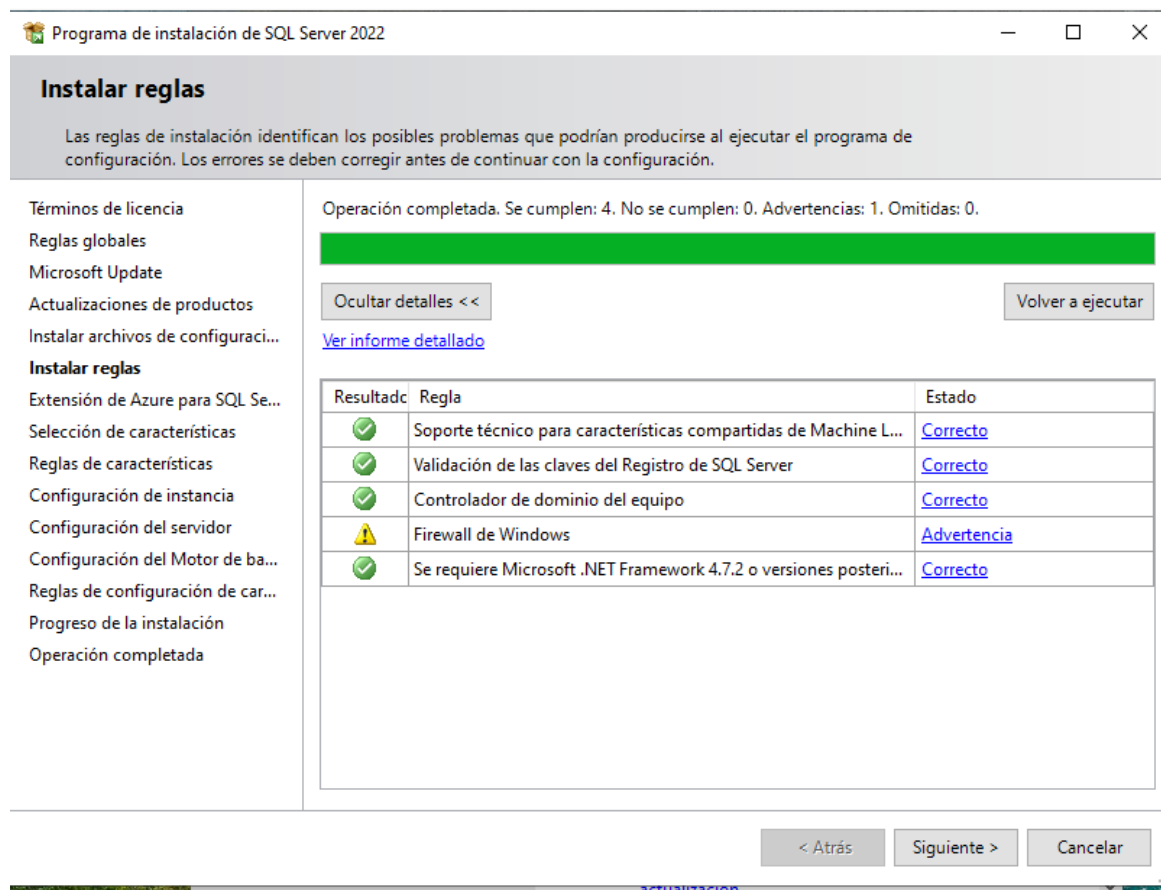 Programa de instalación de SQL Server 2022
Instalar reglas
Las reglas de instalación identifican los posibles problemas que podrían producirse al ejecutar el programa de
configuración. Los errores se deben corregir antes de continuar con la configuración.
Términos de licencia
Reglas globales
Microsoft Update
Actualizaciones de productos
Instalar archivos de configuraci...
Instalar reglas
Extensión de Azure para SQL Se...
Selección de características
Reglas de características
Configuración de instancia
Configuración del servidor
Configuración del Motor de ba...
Reglas de configuración de car...
Progreso de la instalación
Operación completada
Operación completada. Se cumplen: 4. No se cumplen: 0. Advertencias: 1. Omitidas: 0.
Ocultar detalles << Volver a ejecutar
Ver informe detallado
Resultado Regla Estado
Soporte técnico para características compartidas de Machine L... Correcto
Validación de las claves del Registro de SQL Server Correcto
Controlador de dominio del equipo Correcto
Firewall de Windows Advertencia
Se requiere Microsoft .NET Framework 4.7.2 o versiones posteri... Correcto
< Atrás Siguiente > Cancelar
actualización